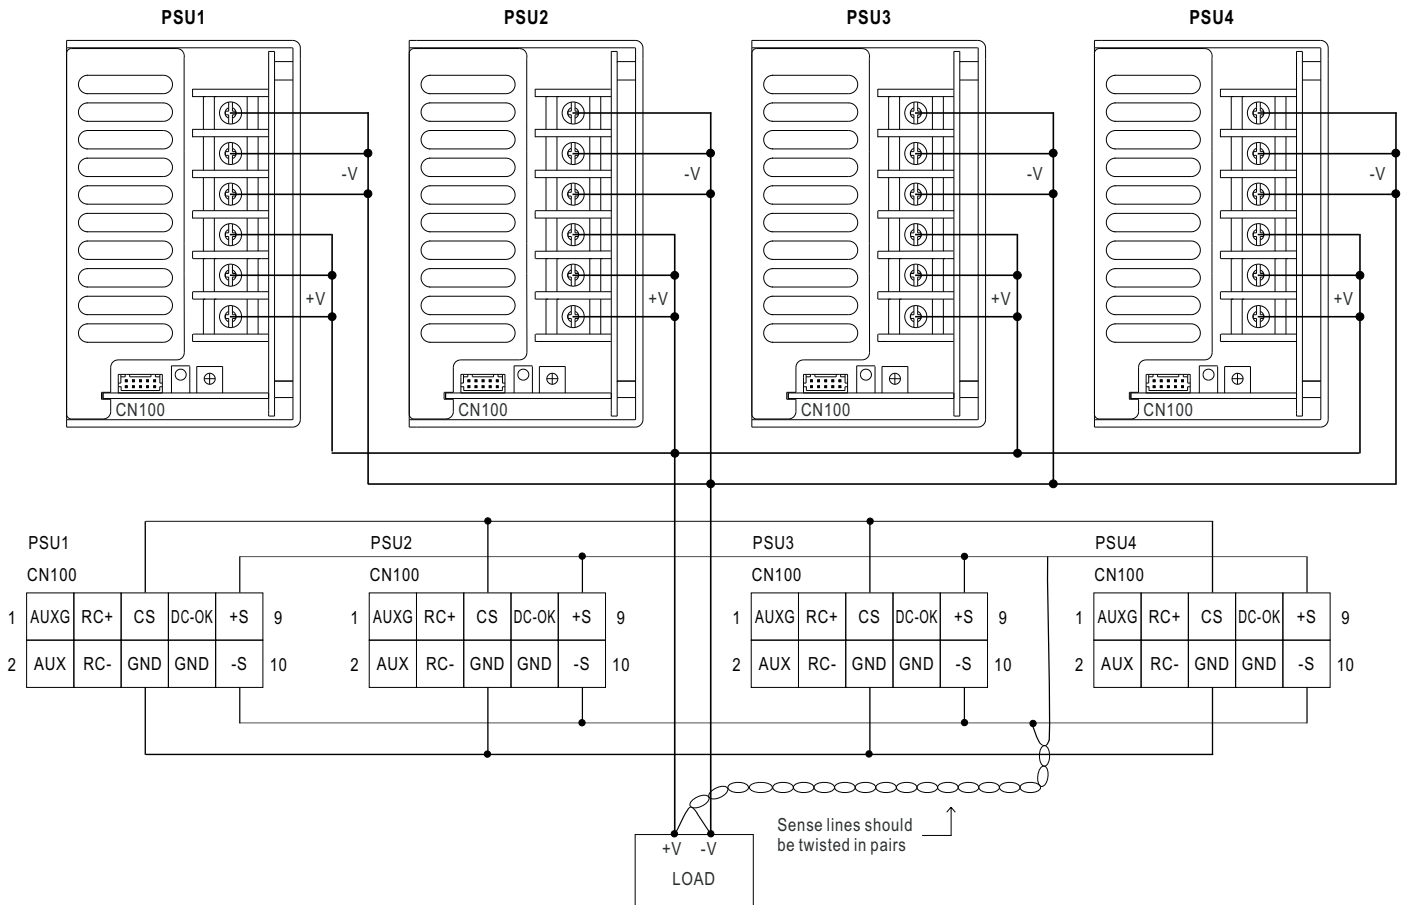 PSU1 PSU2 PSU3 PSU4
-V -V -V -V
+V +V +V +V
CN100 CN100 CN100 CN100
PSU1 PSU2 PSU3 PSU4
CN100 CN100 CN100 CN100
1 AUXG RC+ CS DC-OK +S 9 1 AUXG RC+ CS DC-OK +S 9 1 AUXG RC+ CS DC-OK +S 9 1 AUXG RC+ CS DC-OK +S 9
2 AUX RC- GND GND -S 10 2 AUX RC- GND GND -S 10 2 AUX RC- GND GND -S 10 2 AUX RC- GND GND -S 10
Sense lines should
be twisted in pairs
+V -V
LOAD